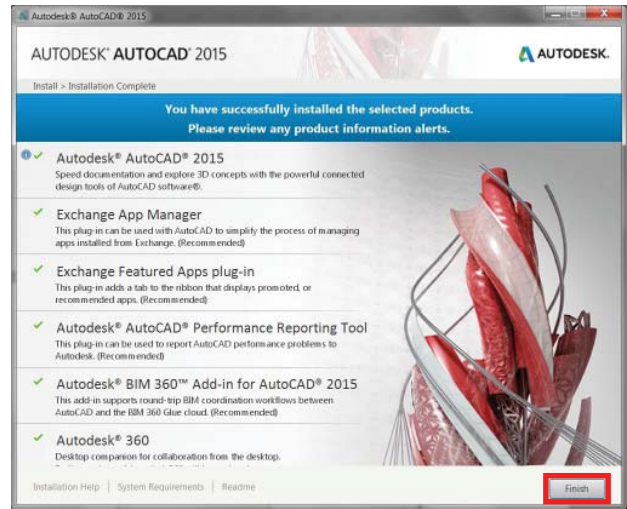 Autodesk® AutoCAD® 2015
AUTODESK® AUTOCAD® 2015
AUTODESK.
Install > Installation Complete
You have successfully installed the selected products.
Please review any product information alerts.
Autodesk® AutoCAD® 2015
Speed documentation and explore 3D concepts with the powerful connected
design tools of AutoCAD software®.
Exchange App Manager
This plug-in can be used with AutoCAD to simplify the process of managing
apps installed from Exchange. (Recommended)
Exchange Featured Apps plug-in
This plug-in adds a tab to the ribbon that displays promoted, or
recommended apps. (Recommended)
Autodesk® AutoCAD® Performance Reporting Tool
This plug-in can be used to report AutoCAD performance problems to
Autodesk. (Recommended)
Autodesk® BIM 360™ Add-in for AutoCAD® 2015
This add-in supports round-trip BIM coordination workflows between
AutoCAD and the BIM 360 Glue cloud. (Recommended)
Autodesk® 360
Desktop companion for collaboration from the desktop.
Installation Help | System Requirements | Readme
Finish